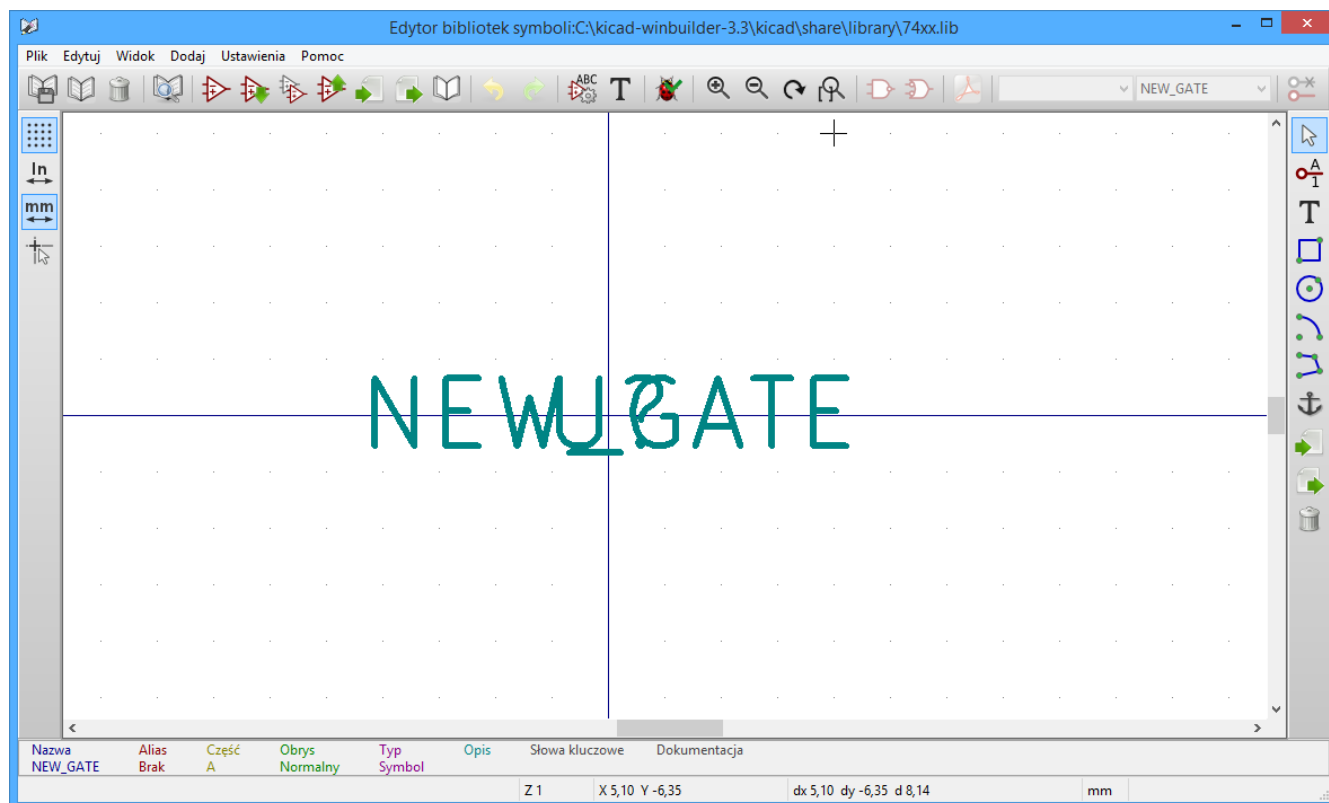 Edytor bibliotek symboli:C:\kicad-winbuilder-3.3\kicad\share\library\74xx.lib
Plik Edytuj Widok Dodaj Ustawienia Pomoc
ABC T NEW_GATE
In
mm
A
1
T
NEW_GATE
U?
Nazwa Alias Część Obrys Typ Opis Słowa kluczowe Dokumentacja
NEW_GATE Brak A Normalny Symbol
Z 1 X 5,10 Y -6,35 dx 5,10 dy -6,35 d 8,14 mm